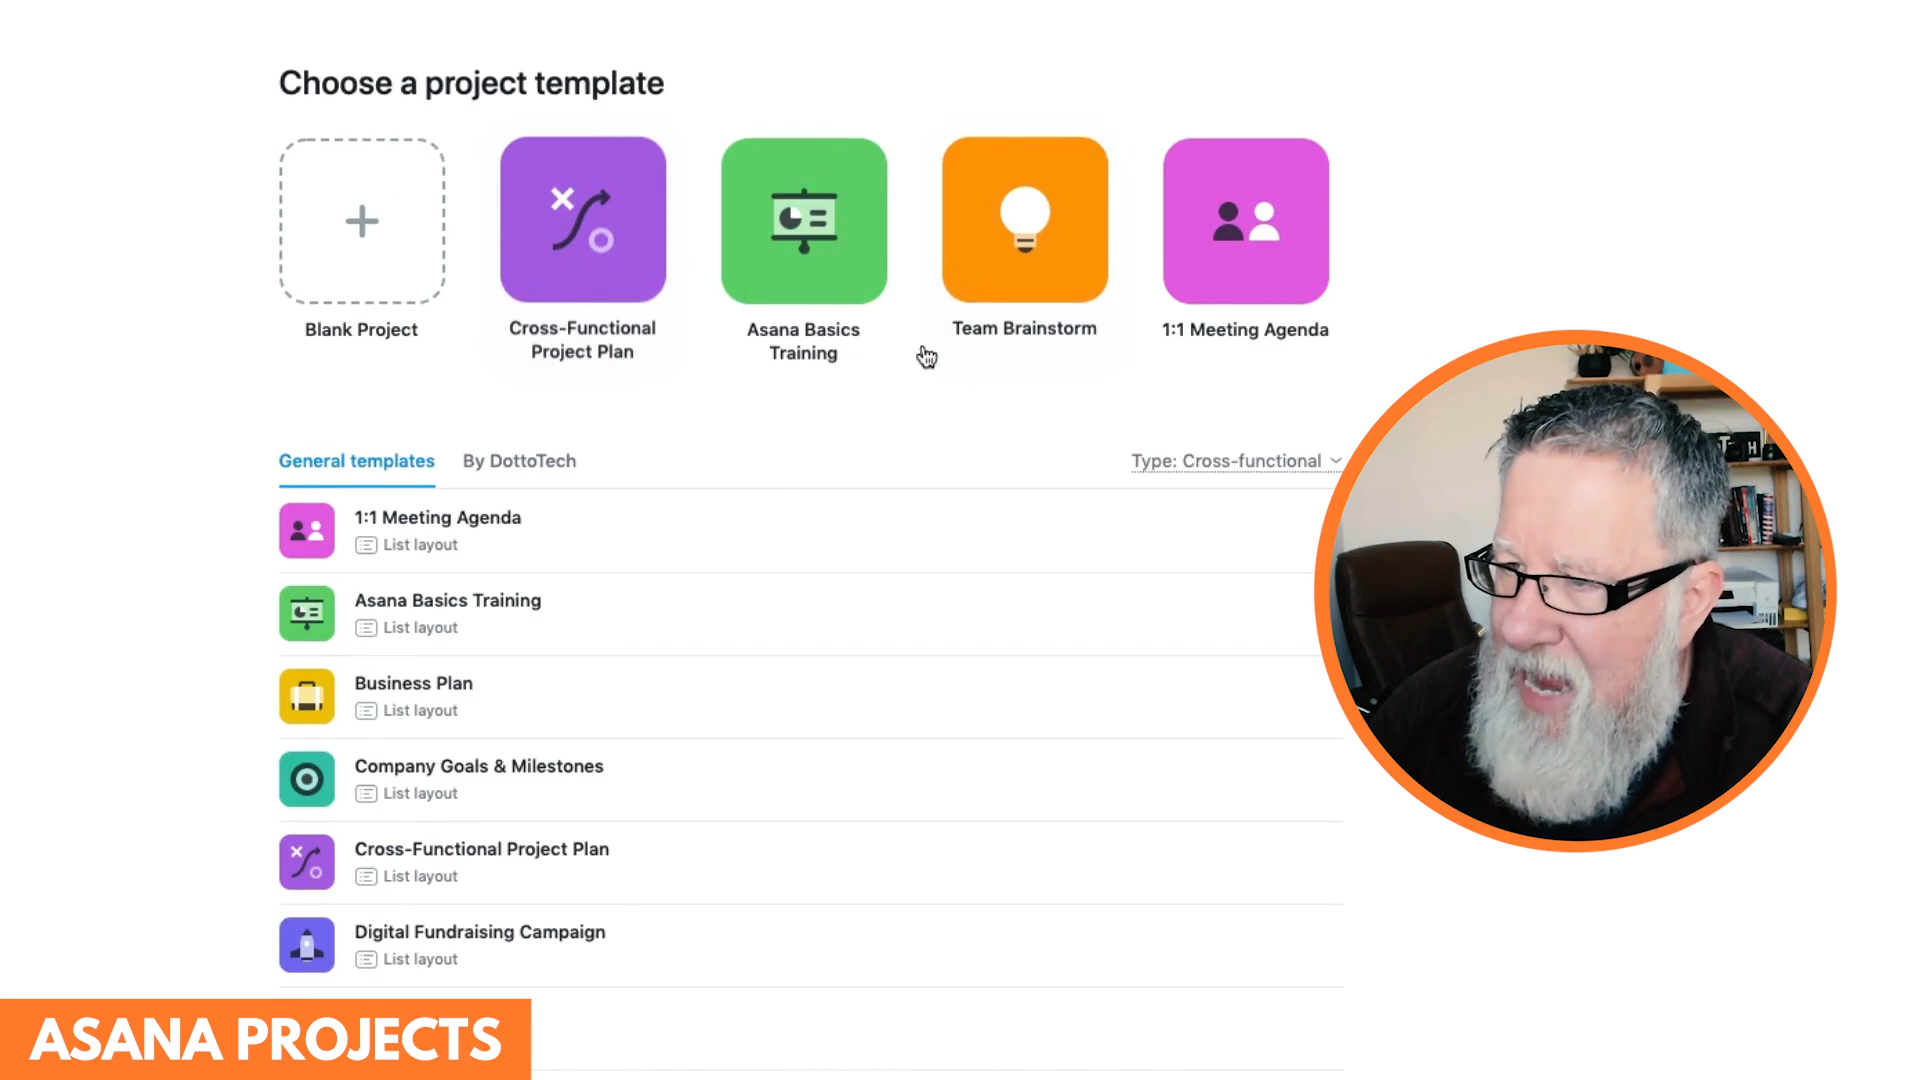 Choose a project template
Blank Project
Cross-Functional
Project Plan
Asana Basics
Training
Team Brainstorm
1:1 Meeting Agenda
General templates
By DottoTech
Type: Cross-functional
1:1 Meeting Agenda
List layout
Asana Basics Training
List layout
Business Plan
List layout
Company Goals & Milestones
List layout
Cross-Functional Project Plan
List layout
Digital Fundraising Campaign
List layout
ASANA PROJECTS